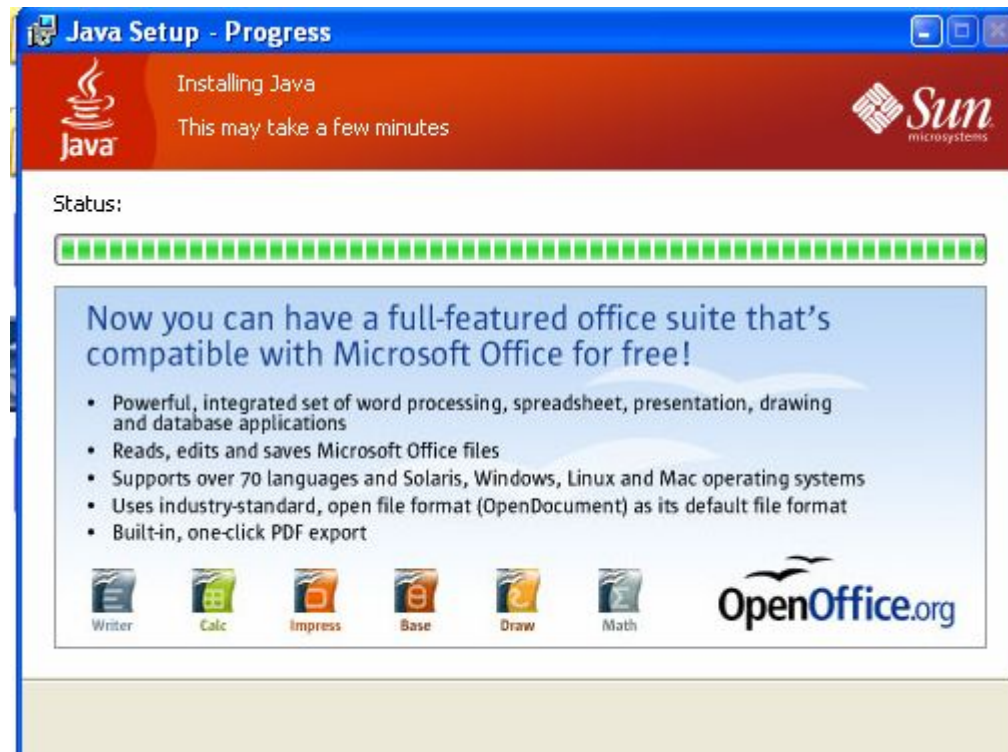 Java Setup - Progress
Installing Java
This may take a few minutes
Java
Sun
microsystems
Status:
Now you can have a full-featured office suite that's
compatible with Microsoft Office for free!
• Powerful, integrated set of word processing, spreadsheet, presentation, drawing
and database applications
• Reads, edits and saves Microsoft Office files
• Supports over 70 languages and Solaris, Windows, Linux and Mac operating systems
• Uses industry-standard, open file format (OpenDocument) as its default file format
• Built-in, one-click PDF export
Writer Calc Impress Base Draw Math
OpenOffice.org